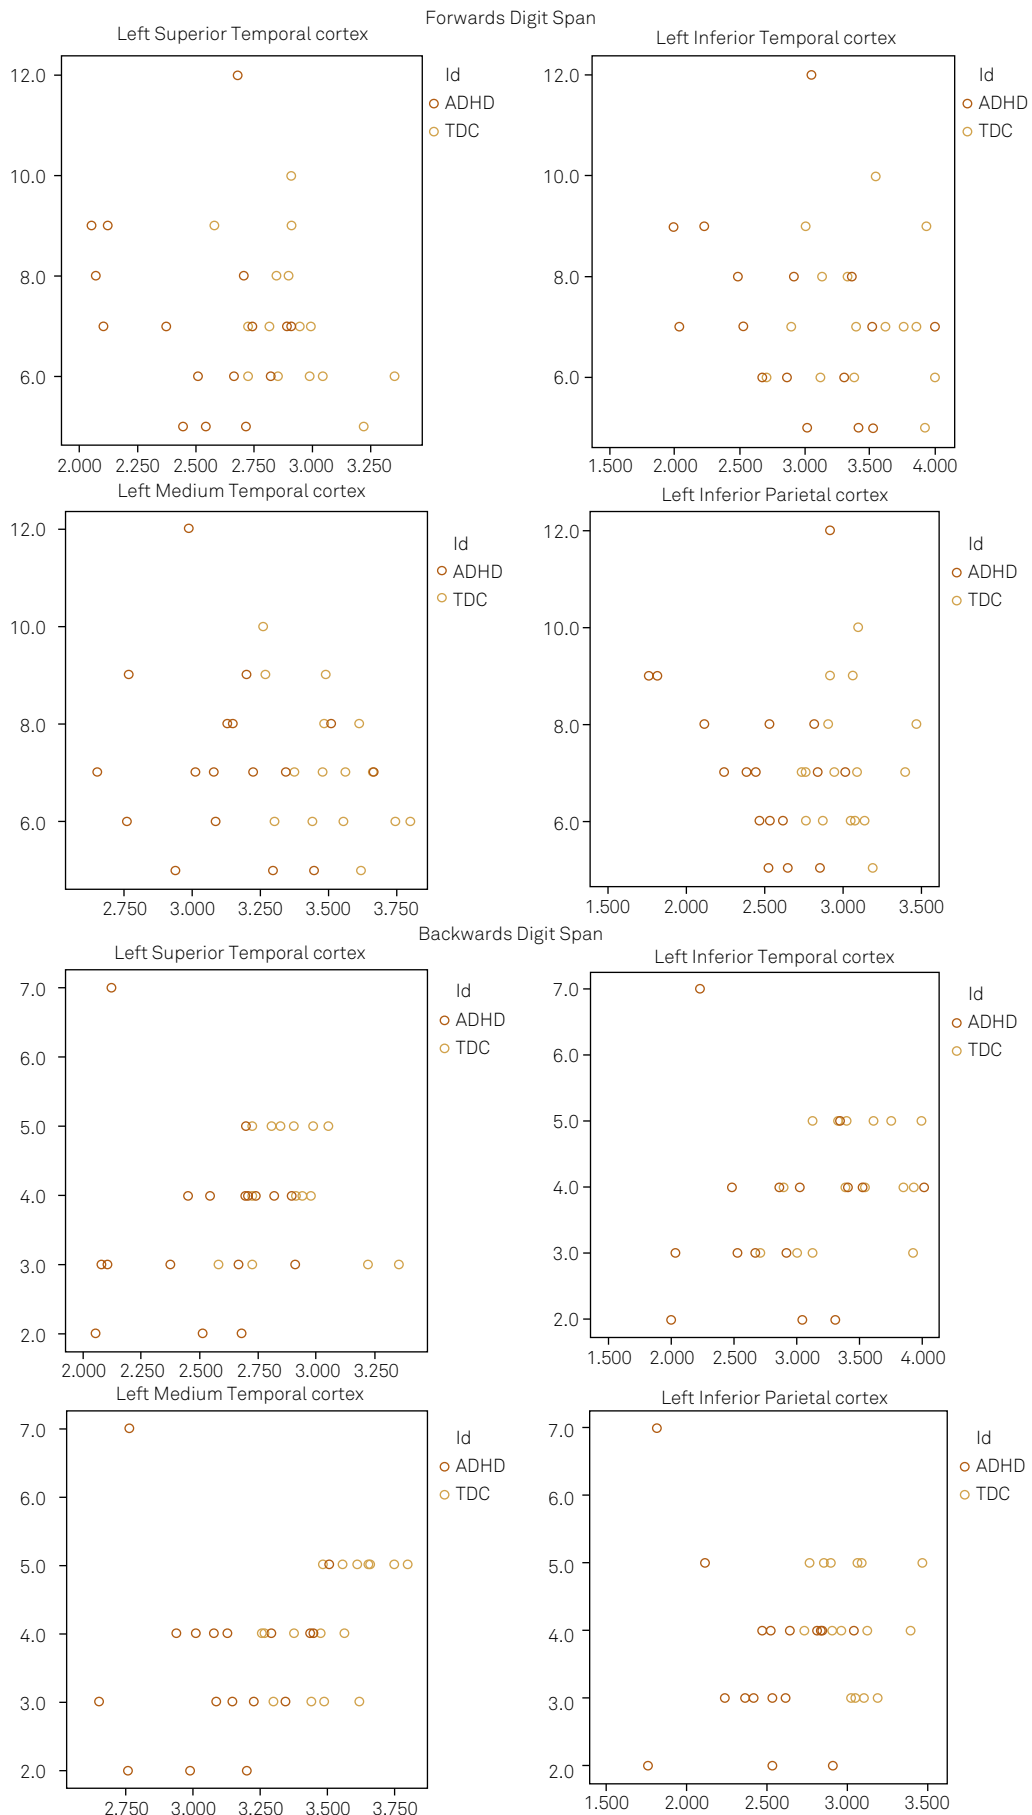 Forwards Digit Span
Left Superior Temporal cortex
12.0
10.0
8.0
6.0
2.000 2.250 2.500 2.750 3.000 3.250
Id
ADHD
TDC
Left Inferior Temporal cortex
12.0
10.0
8.0
6.0
1.500 2.000 2.500 3.000 3.500 4.000
Id
ADHD
TDC
Left Medium Temporal cortex
12.0
10.0
8.0
6.0
2.750 3.000 3.250 3.500 3.750
Id
ADHD
TDC
Left Inferior Parietal cortex
12.0
10.0
8.0
6.0
1.500 2.000 2.500 3.000 3.500
Id
ADHD
TDC
Backwards Digit Span
Left Superior Temporal cortex
7.0
6.0
5.0
4.0
3.0
2.0
2.000 2.250 2.500 2.750 3.000 3.250
Id
ADHD
TDC
Left Inferior Temporal cortex
7.0
6.0
5.0
4.0
3.0
2.0
1.500 2.000 2.500 3.000 3.500 4.000
Id
ADHD
TDC
Left Medium Temporal cortex
7.0
6.0
5.0
4.0
3.0
2.0
2.750 3.000 3.250 3.500 3.750
Id
ADHD
TDC
Left Inferior Parietal cortex
7.0
6.0
5.0
4.0
3.0
2.0
1.500 2.000 2.500 3.000 3.500
Id
ADHD
TDC